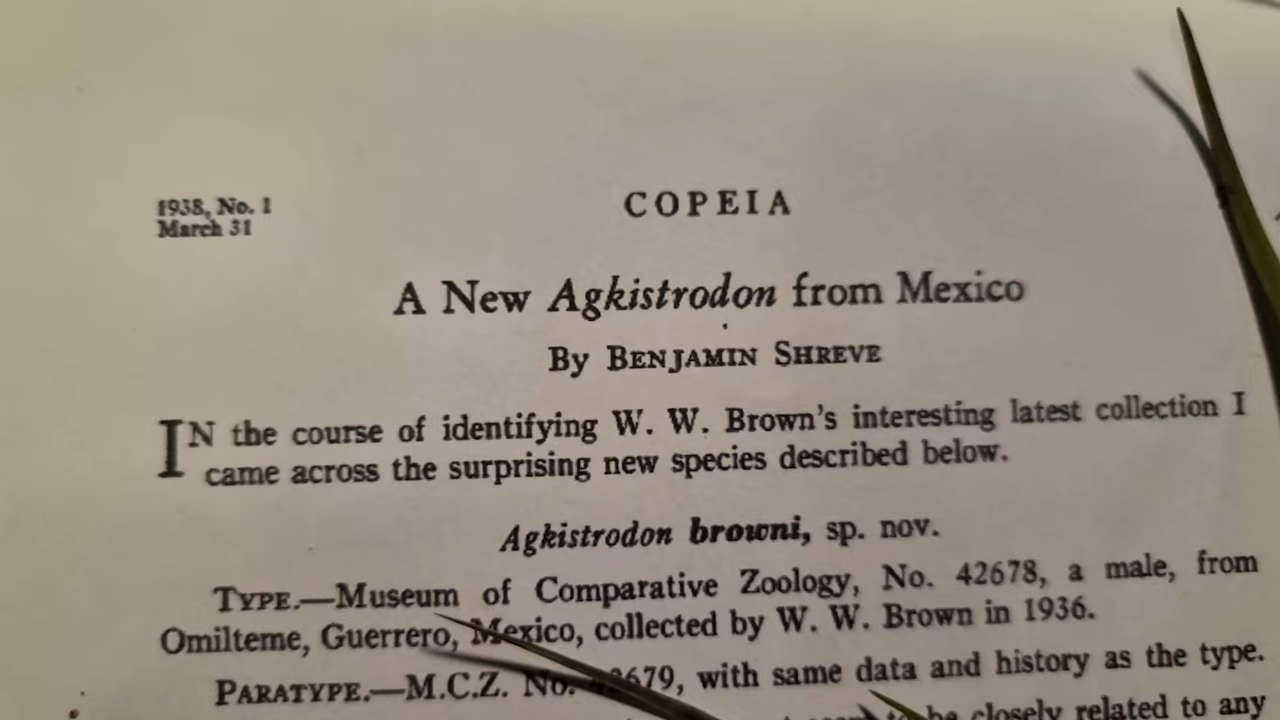 1938, No. 1
March 31
COPEIA
A New Agkistrodon from Mexico
By BENJAMIN SHREVE
IN the course of identifying W. W. Brown's interesting latest collection I
came across the surprising new species described below.
Agkistrodon browni, sp. nov.
TYPE.—Museum of Comparative Zoology, No. 42678, a male, from
Omilteme, Guerrero, Mexico, collected by W. W. Brown in 1936.
PARATYPE.—M.C.Z. No. with same data and history as the type.
be closely related to any